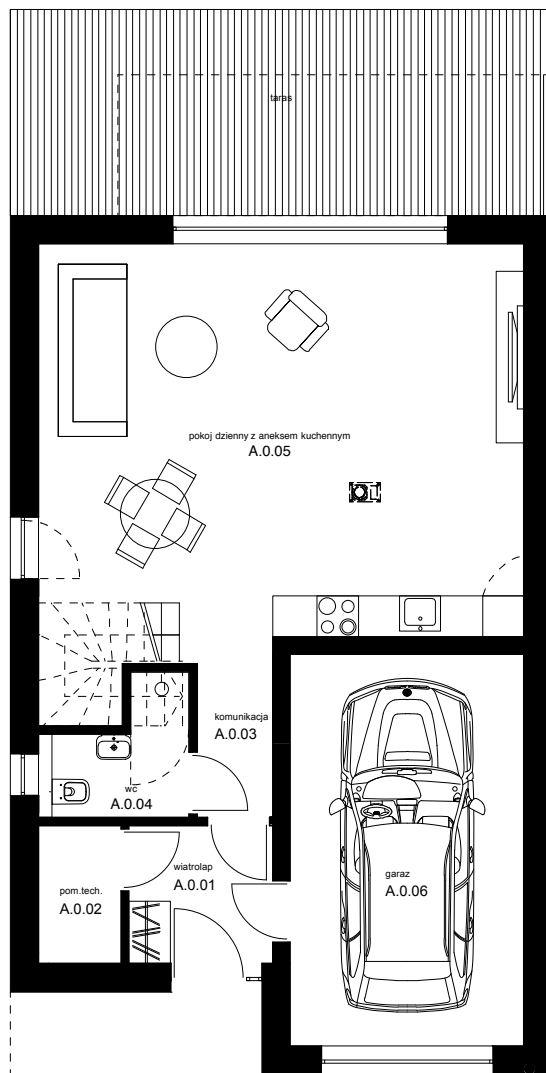 taras
pokoj dzienny z aneksem kuchennym
A.0.05
komunikacja
A.0.03
wc
A.0.04
wiatrolap
A.0.01
pom.tech.
A.0.02
garaz
A.0.06